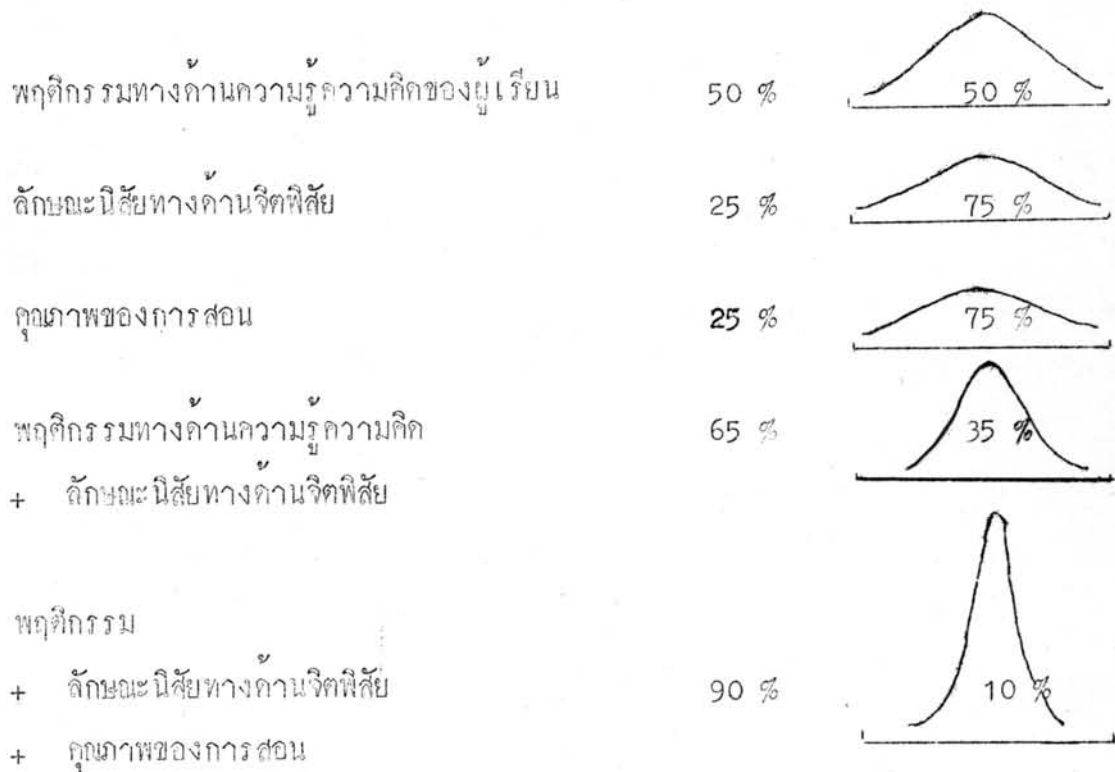 พฤติกรรมทางด้านความรู้ความคิดของผู้เรียน 50 % 50 %
ลักษณะนิสัยทางด้านจิตพิสัย 25 % 75 %
คุณภาพของการสอน 25 % 75 %
พฤติกรรมทางด้านความรู้ความคิด 65 % 35 %
+ ลักษณะนิสัยทางด้านจิตพิสัย
พฤติกรรม
+ ลักษณะนิสัยทางด้านจิตพิสัย 90 % 10 %
+ คุณภาพของการสอน